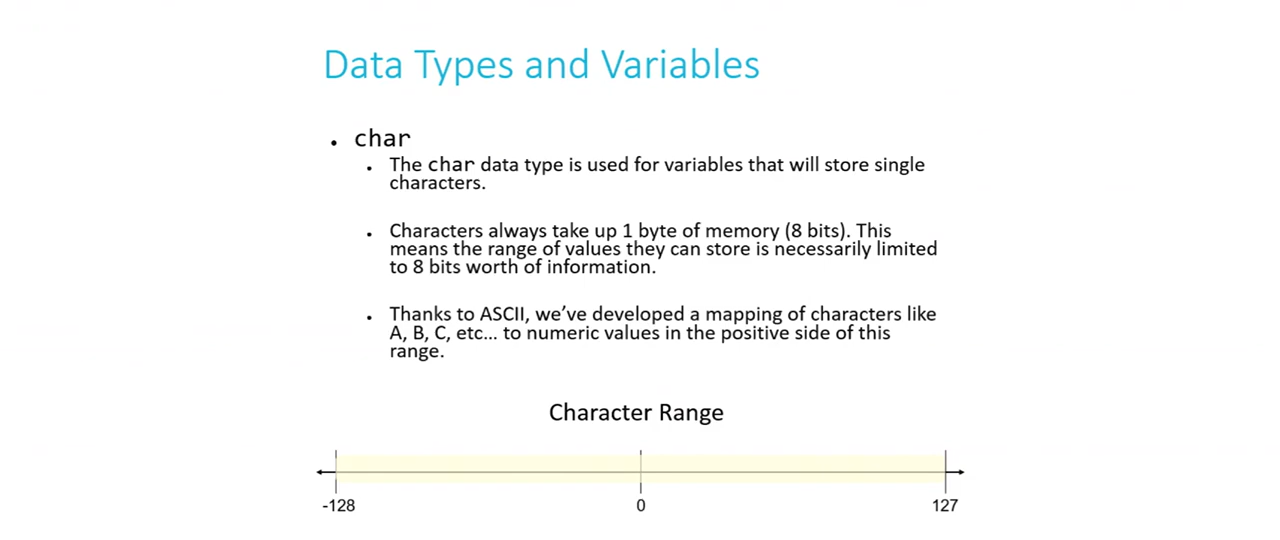 Data Types and Variables
• char
• The char data type is used for variables that will store single
characters.
• Characters always take up 1 byte of memory (8 bits). This
means the range of values they can store is necessarily limited
to 8 bits worth of information.
• Thanks to ASCII, we’ve developed a mapping of characters like
A, B, C, etc... to numeric values in the positive side of this
range.
Character Range
-128 0 127